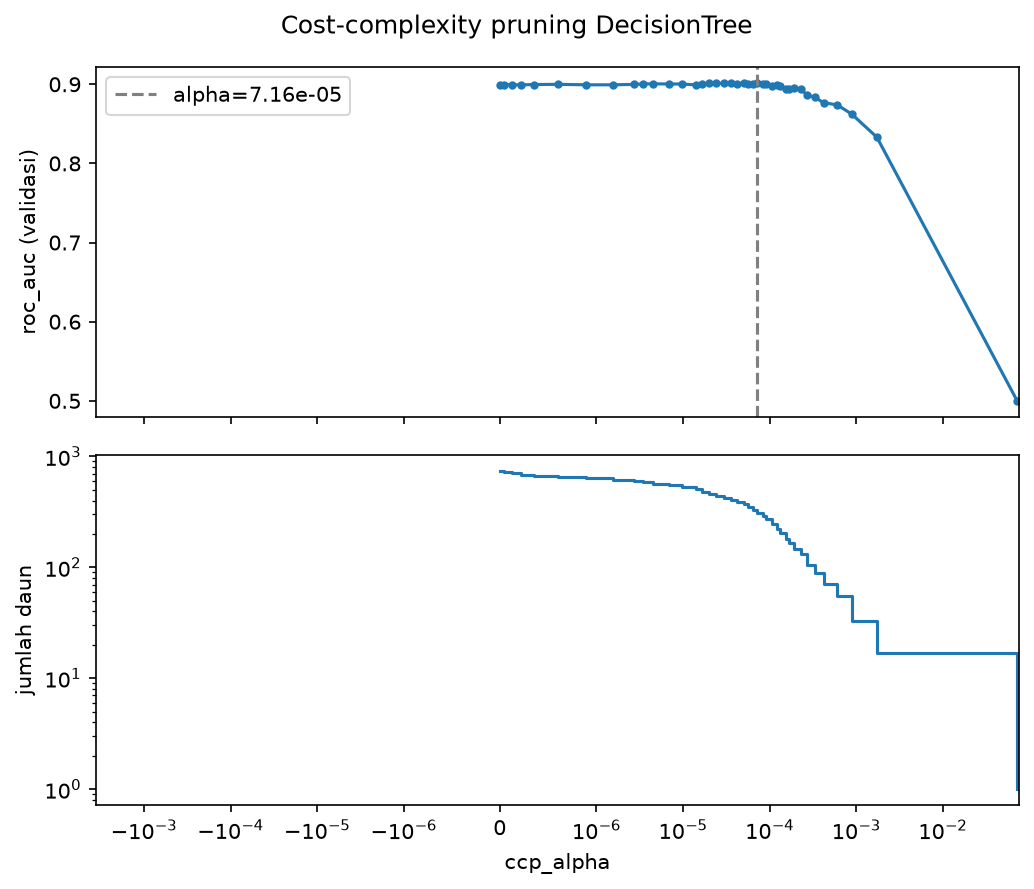 Cost-complexity pruning DecisionTree
alpha=7.16e-05
roc_auc (validasi)
0.9
0.8
0.7
0.6
0.5
jumlah daun
10³
10²
10¹
10⁰
−10⁻³ −10⁻⁴ −10⁻⁵ −10⁻⁶ 0 10⁻⁶ 10⁻⁵ 10⁻⁴ 10⁻³ 10⁻²
ccp_alpha